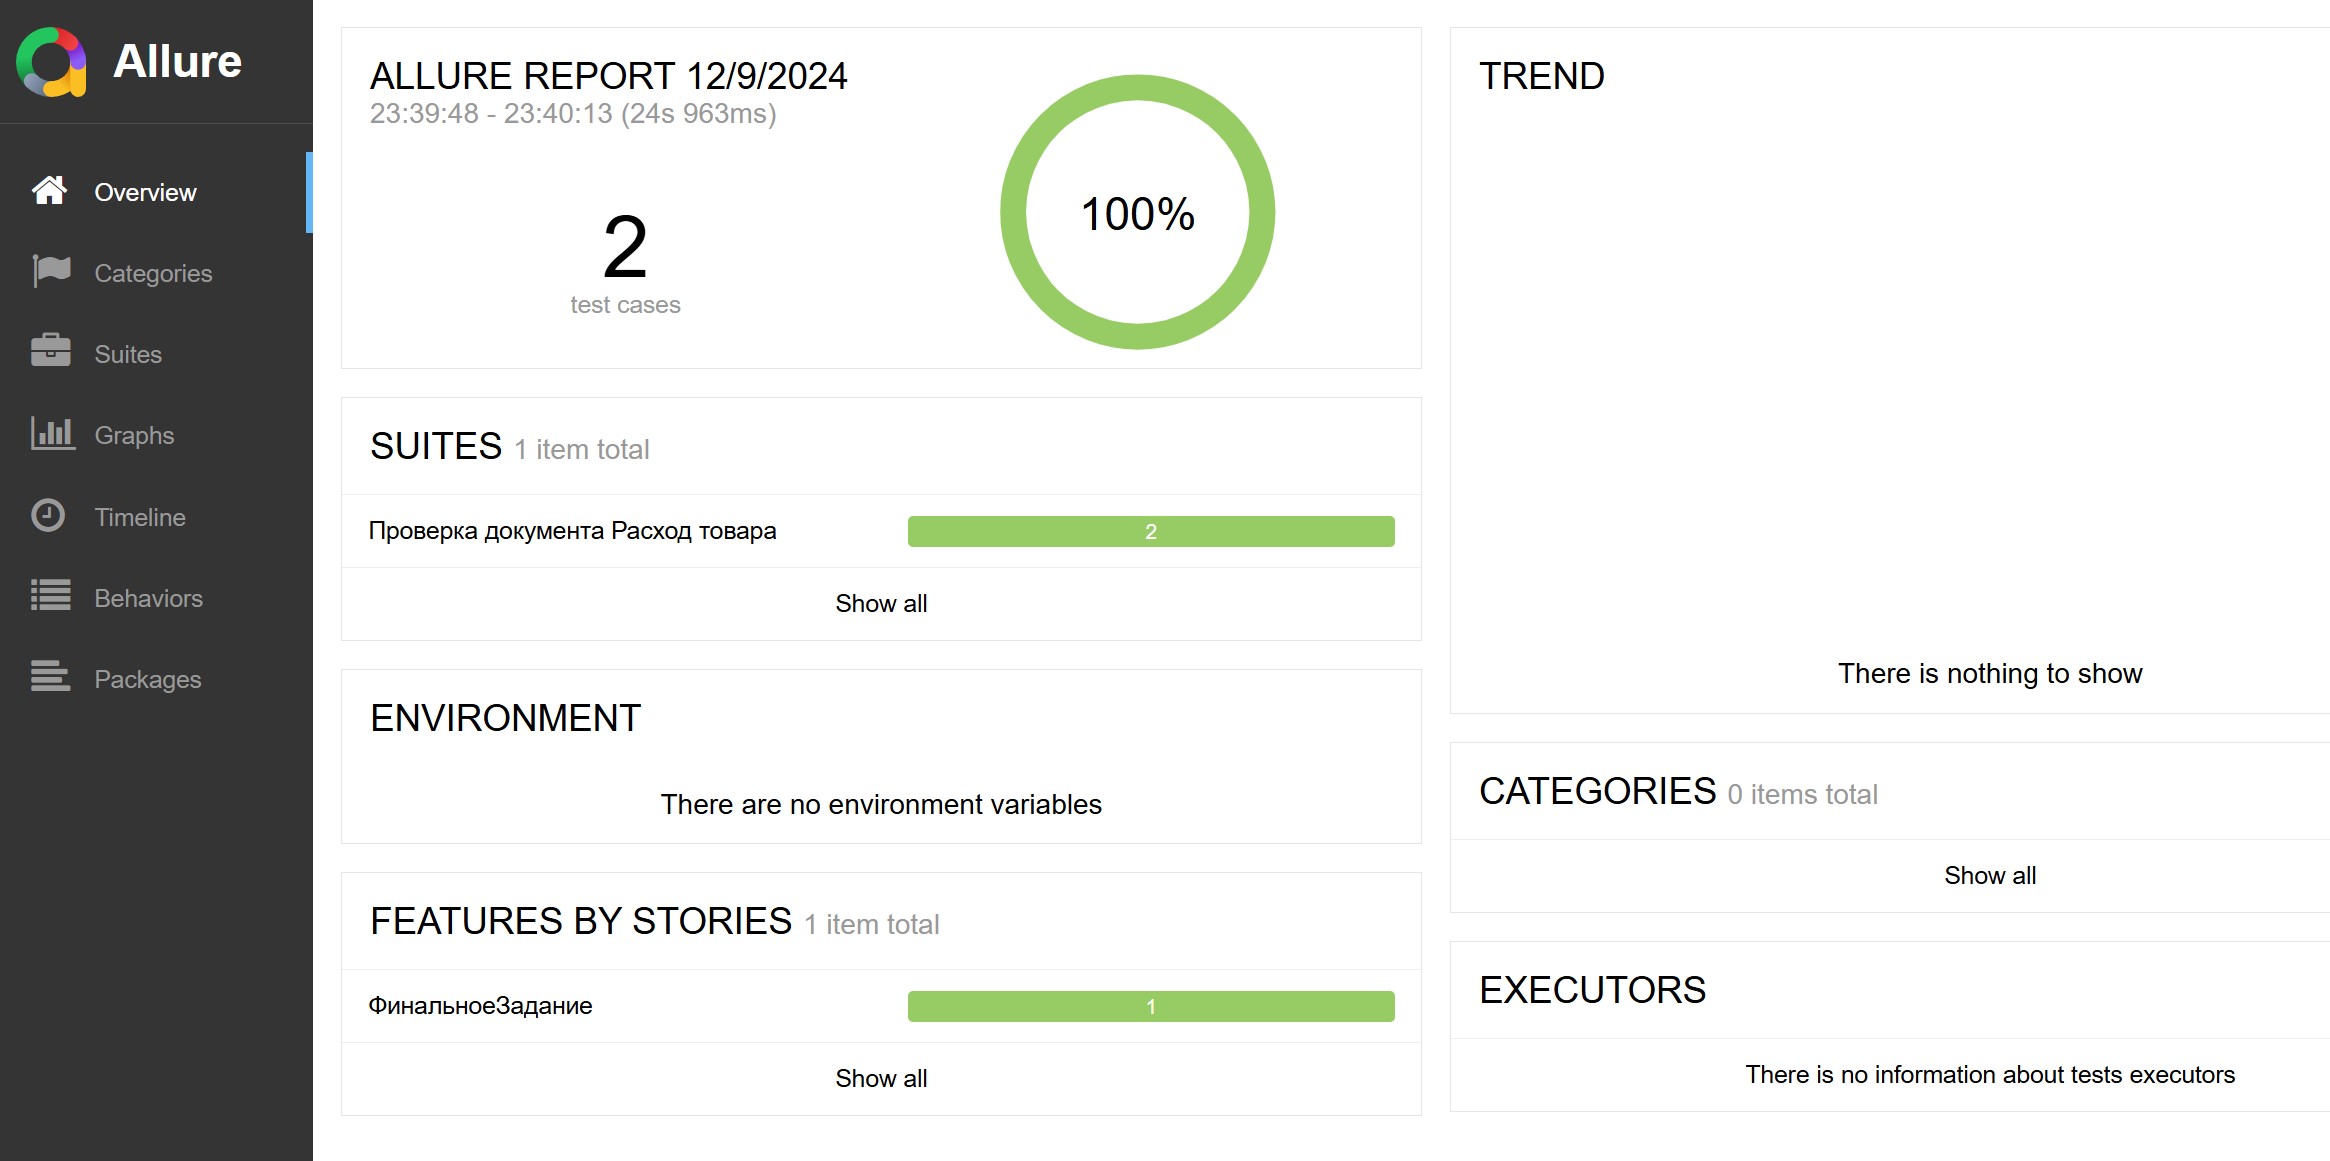 Allure
Overview
Categories
Suites
Graphs
Timeline
Behaviors
Packages
ALLURE REPORT 12/9/2024
23:39:48 - 23:40:13 (24s 963ms)
2
test cases
100%
SUITES 1 item total
Проверка документа Расход товара 2
Show all
ENVIRONMENT
There are no environment variables
FEATURES BY STORIES 1 item total
ФинальноеЗадание 1
Show all
TREND
There is nothing to show
CATEGORIES 0 items total
Show all
EXECUTORS
There is no information about tests executors